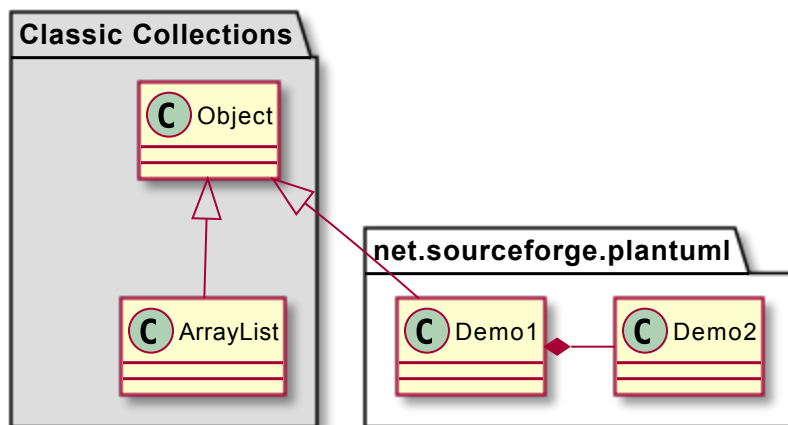 Classic Collections
C Object
C ArrayList
net.sourceforge.plantuml
C Demo1
C Demo2